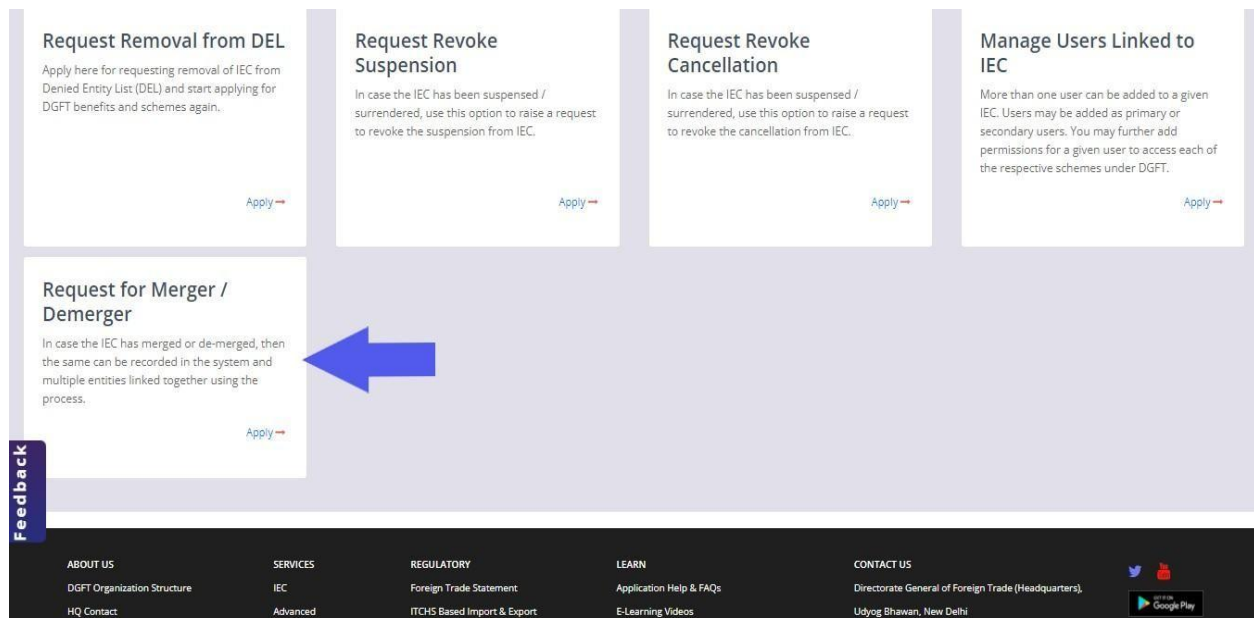 Request Removal from DEL
Apply here for requesting removal of IEC from
Denied Entity List (DEL) and start applying for
DGFT benefits and schemes again.
Apply
Request Revoke
Suspension
In case the IEC has been suspended /
surrendered, use this option to raise a request
to revoke the suspension from IEC.
Apply
Request Revoke
Cancellation
In case the IEC has been suspended /
surrendered, use this option to raise a request
to revoke the cancellation from IEC.
Apply
Manage Users Linked to
IEC
More than one user can be added to a given
IEC. Users may be added as primary or
secondary users. You may further add
permissions for a given user to access each of
the respective schemes under DGFT.
Apply
Request for Merger /
Demerger
In case the IEC has merged or de-merged, then
the same can be recorded in the system and
multiple entities linked together using the
process.
Apply
Feedback
ABOUT US
DGFT Organization Structure
HQ Contact
SERVICES
IEC
Advanced
REGULATORY
Foreign Trade Statement
ITCHS Based Import & Export
LEARN
Application Help & FAQs
E-Learning Videos
CONTACT US
Directorate General of Foreign Trade (Headquarters),
Udyog Bhawan, New Delhi
GET IT ON
Google Play